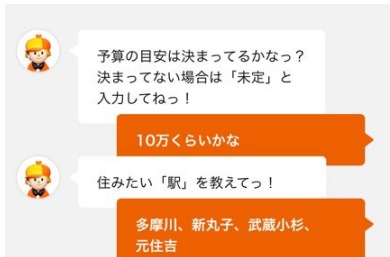 予算の目安は決まってるかなっ？
決まってない場合は「未定」と
入力してねっ！
10万くらいかな
住みたい「駅」を教えてっ！
多摩川、新丸子、武蔵小杉、
元住吉